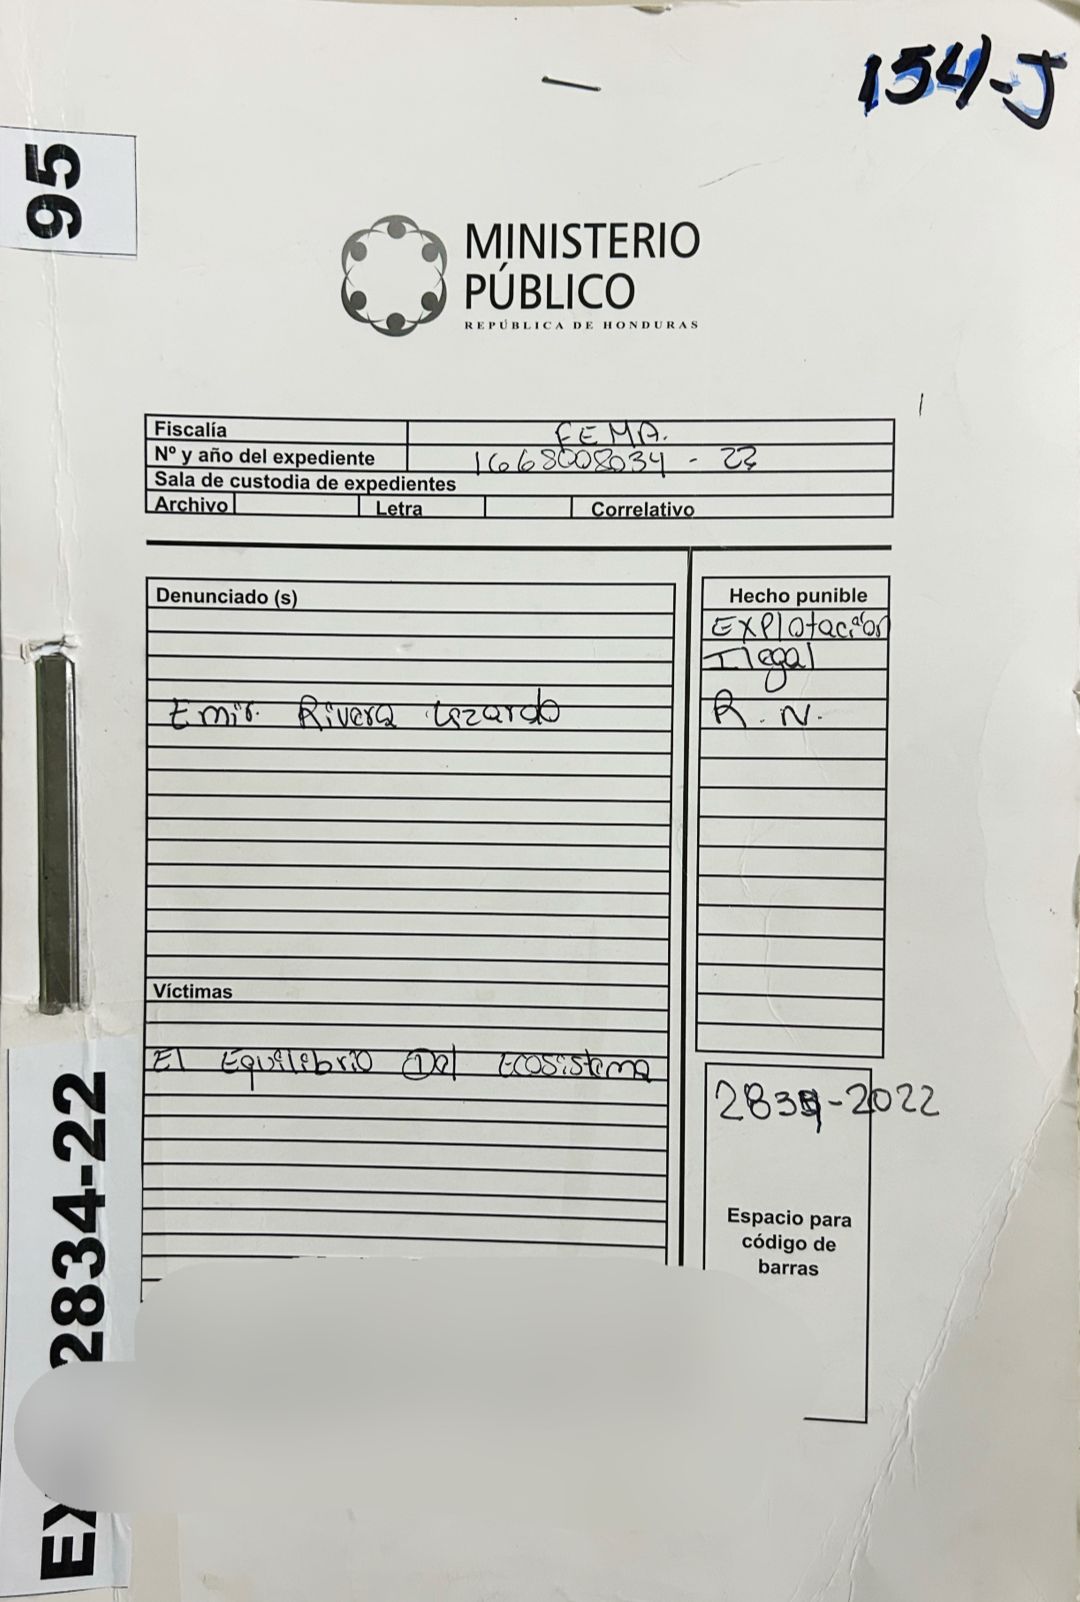 154-J
95
MINISTERIO
PÚBLICO
REPÚBLICA DE HONDURAS
Fiscalía FEMA.
Nº y año del expediente 1668008034 - 22
Sala de custodia de expedientes
Archivo Letra Correlativo
Denunciado (s)
Emir. Rivera
Hecho punible
Explotación
Ilegal
R. N.
Víctimas
El Equilibrio Del Ecosistema
-2022
Espacio para
código de
barras
2834-22